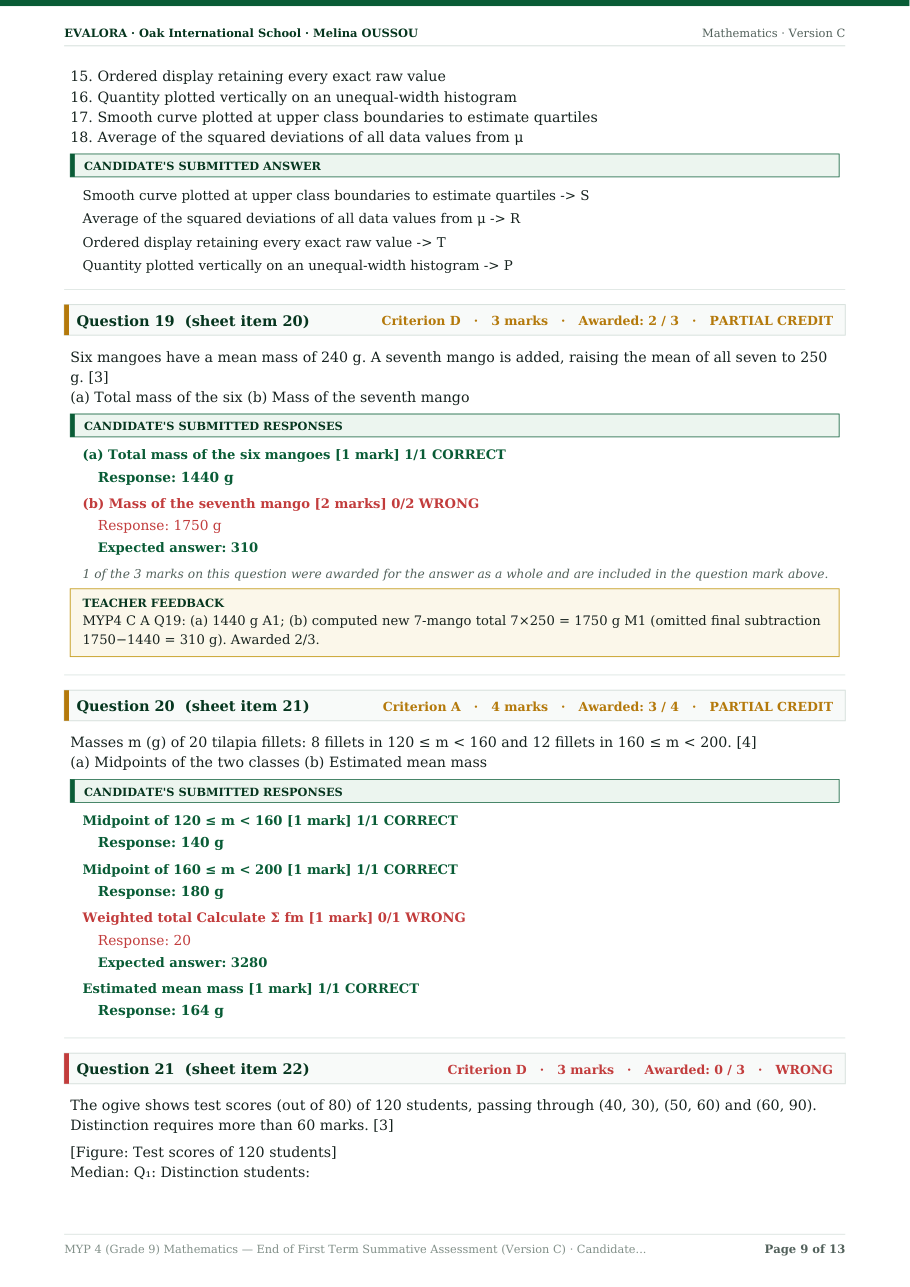 EVALORA · Oak International School · Melina OUSSOU
Mathematics · Version C
15. Ordered display retaining every exact raw value
16. Quantity plotted vertically on an unequal-width histogram
17. Smooth curve plotted at upper class boundaries to estimate quartiles
18. Average of the squared deviations of all data values from μ
CANDIDATE'S SUBMITTED ANSWER
Smooth curve plotted at upper class boundaries to estimate quartiles -> S
Average of the squared deviations of all data values from μ -> R
Ordered display retaining every exact raw value -> T
Quantity plotted vertically on an unequal-width histogram -> P
Question 19 (sheet item 20)
Criterion D · 3 marks · Awarded: 2 / 3 · PARTIAL CREDIT
Six mangoes have a mean mass of 240 g. A seventh mango is added, raising the mean of all seven to 250
g. [3]
(a) Total mass of the six (b) Mass of the seventh mango
CANDIDATE'S SUBMITTED RESPONSES
(a) Total mass of the six mangoes [1 mark] 1/1 CORRECT
Response: 1440 g
(b) Mass of the seventh mango [2 marks] 0/2 WRONG
Response: 1750 g
Expected answer: 310
1 of the 3 marks on this question were awarded for the answer as a whole and are included in the question mark above.
TEACHER FEEDBACK
MYP4 C A Q19: (a) 1440 g A1; (b) computed new 7-mango total 7×250 = 1750 g M1 (omitted final subtraction
1750−1440 = 310 g). Awarded 2/3.
Question 20 (sheet item 21)
Criterion A · 4 marks · Awarded: 3 / 4 · PARTIAL CREDIT
Masses m (g) of 20 tilapia fillets: 8 fillets in 120 ≤ m < 160 and 12 fillets in 160 ≤ m < 200. [4]
(a) Midpoints of the two classes (b) Estimated mean mass
CANDIDATE'S SUBMITTED RESPONSES
Midpoint of 120 ≤ m < 160 [1 mark] 1/1 CORRECT
Response: 140 g
Midpoint of 160 ≤ m < 200 [1 mark] 1/1 CORRECT
Response: 180 g
Weighted total Calculate Σ fm [1 mark] 0/1 WRONG
Response: 20
Expected answer: 3280
Estimated mean mass [1 mark] 1/1 CORRECT
Response: 164 g
Question 21 (sheet item 22)
Criterion D · 3 marks · Awarded: 0 / 3 · WRONG
The ogive shows test scores (out of 80) of 120 students, passing through (40, 30), (50, 60) and (60, 90).
Distinction requires more than 60 marks. [3]
[Figure: Test scores of 120 students]
Median: Q₁: Distinction students:
MYP 4 (Grade 9) Mathematics — End of First Term Summative Assessment (Version C) · Candidate…
Page 9 of 13